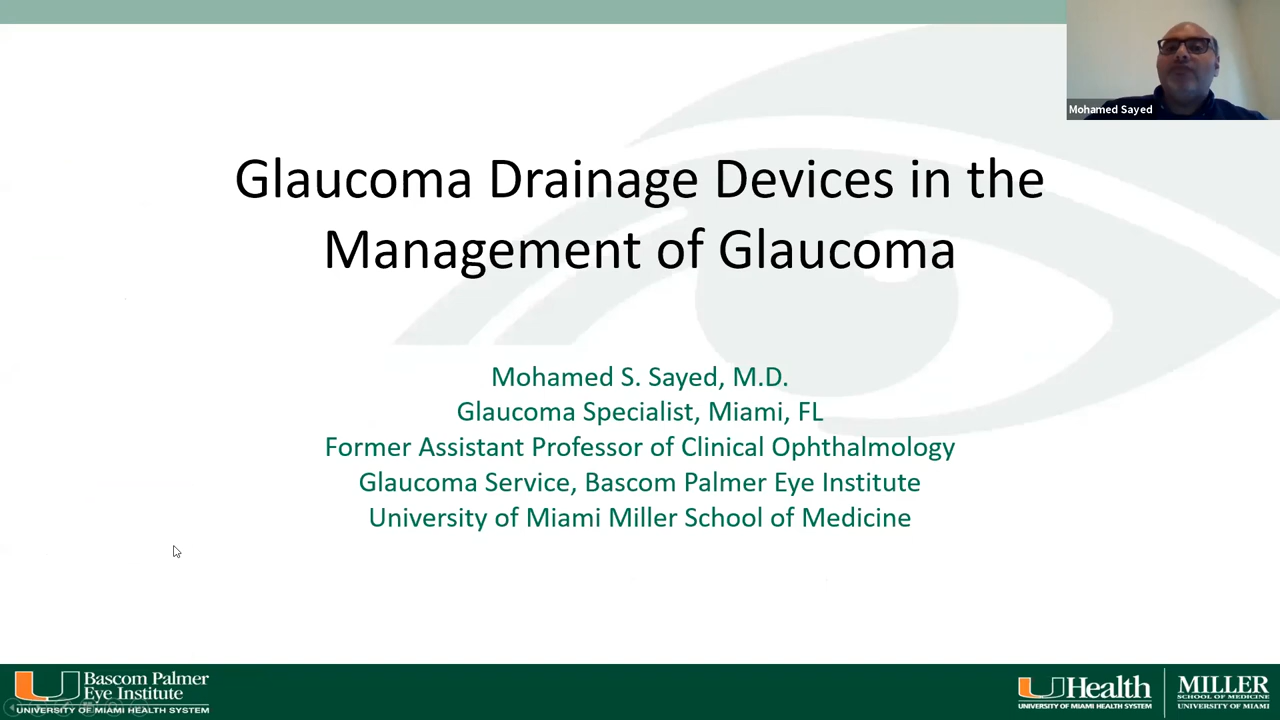 Mohamed Sayed
Glaucoma Drainage Devices in the
Management of Glaucoma
Mohamed S. Sayed, M.D.
Glaucoma Specialist, Miami, FL
Former Assistant Professor of Clinical Ophthalmology
Glaucoma Service, Bascom Palmer Eye Institute
University of Miami Miller School of Medicine
Bascom Palmer
Eye Institute
UNIVERSITY OF MIAMI HEALTH SYSTEM
UHealth
UNIVERSITY OF MIAMI HEALTH SYSTEM
MILLER
SCHOOL OF MEDICINE
UNIVERSITY OF MIAMI